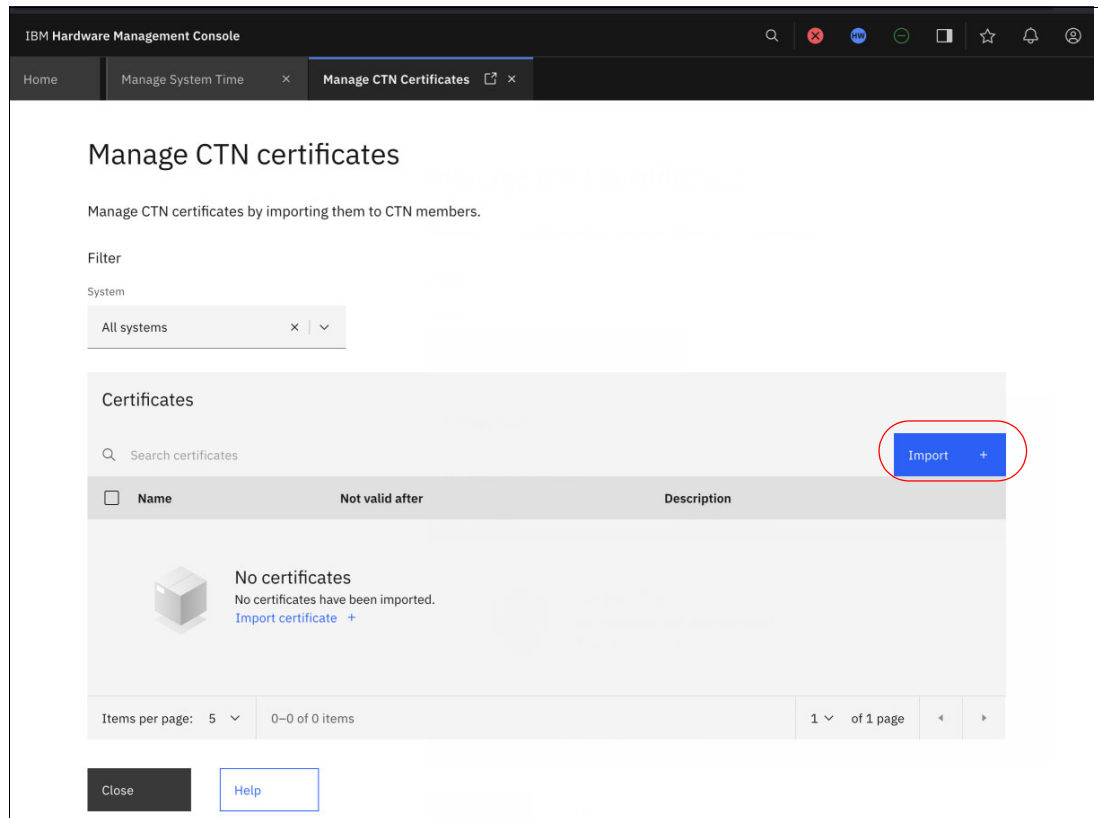 IBM Hardware Management Console
HW
Home Manage System Time × Manage CTN Certificates ×
Manage CTN certificates
Manage CTN certificates by importing them to CTN members.
Filter
System
All systems ×
Certificates
Search certificates Import +
Name Not valid after Description
No certificates
No certificates have been imported.
Import certificate +
Items per page: 5 0–0 of 0 items 1 of 1 page
Close Help